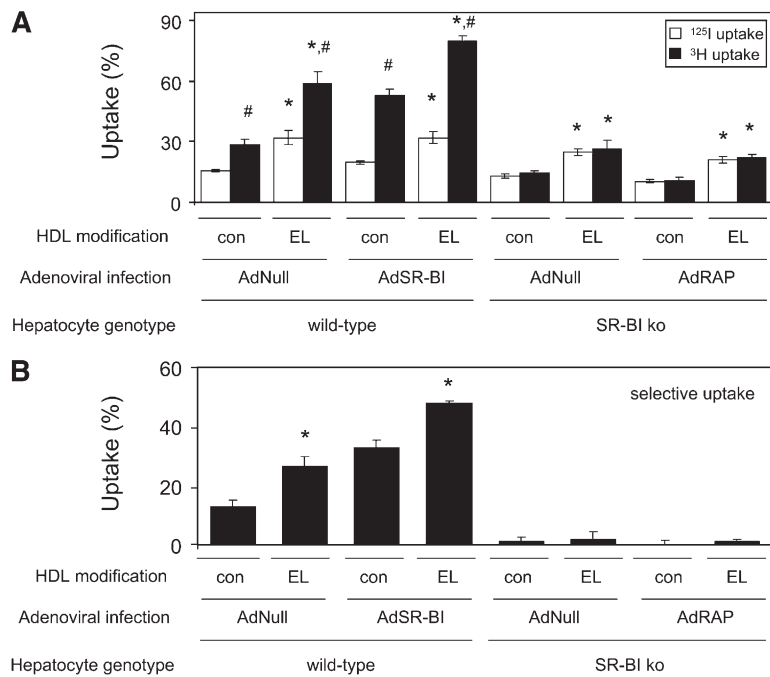 A
Uptake (%)
90
60
30
0
125I uptake
3H uptake
#
*
*,#
#
*
*,#
*
*
*
*
HDL modification con EL con EL con EL con EL
Adenoviral infection AdNull AdSR-BI AdNull AdRAP
Hepatocyte genotype wild-type SR-BI ko
B
Uptake (%)
60
40
20
0
selective uptake
*
*
HDL modification con EL con EL con EL con EL
Adenoviral infection AdNull AdSR-BI AdNull AdRAP
Hepatocyte genotype wild-type SR-BI ko